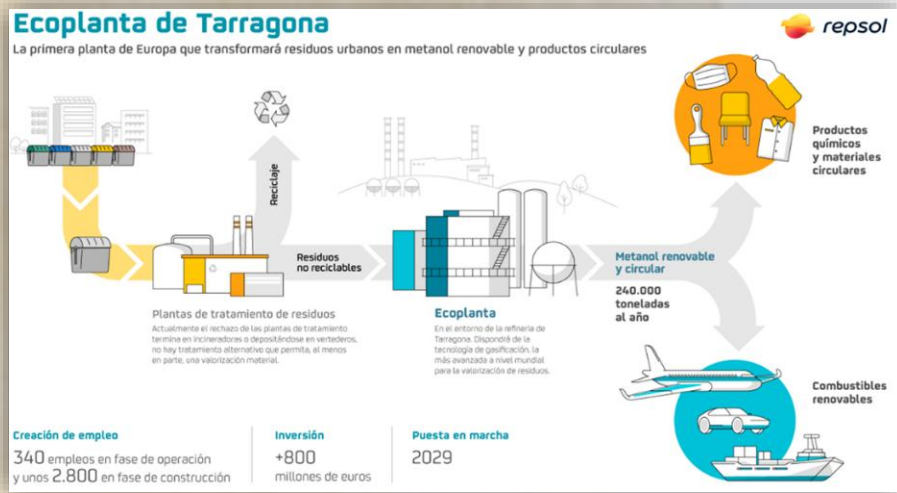 Ecoplanta de Tarragona
La primera planta de Europa que transformará residuos urbanos en metanol renovable y productos circulares
repsol
Reciclaje
Residuos
no reciclables
Plantas de tratamiento de residuos
Actualmente el rechazo de las plantas de tratamiento
termina en incineradoras o depositándose en vertederos,
no hay tratamiento alternativo que permita, al menos
en parte, una valorización material.
Ecoplanta
En el entorno de la refinería de
Tarragona. Dispondrá de la
tecnología de gasificación, la
más avanzada a nivel mundial
para la valorización de residuos.
Metanol renovable
y circular
240.000
toneladas
al año
Productos
químicos
y materiales
circulares
Combustibles
renovables
Creación de empleo
340 empleos en fase de operación
y unos 2.800 en fase de construcción
Inversión
+800
millones de euros
Puesta en marcha
2029